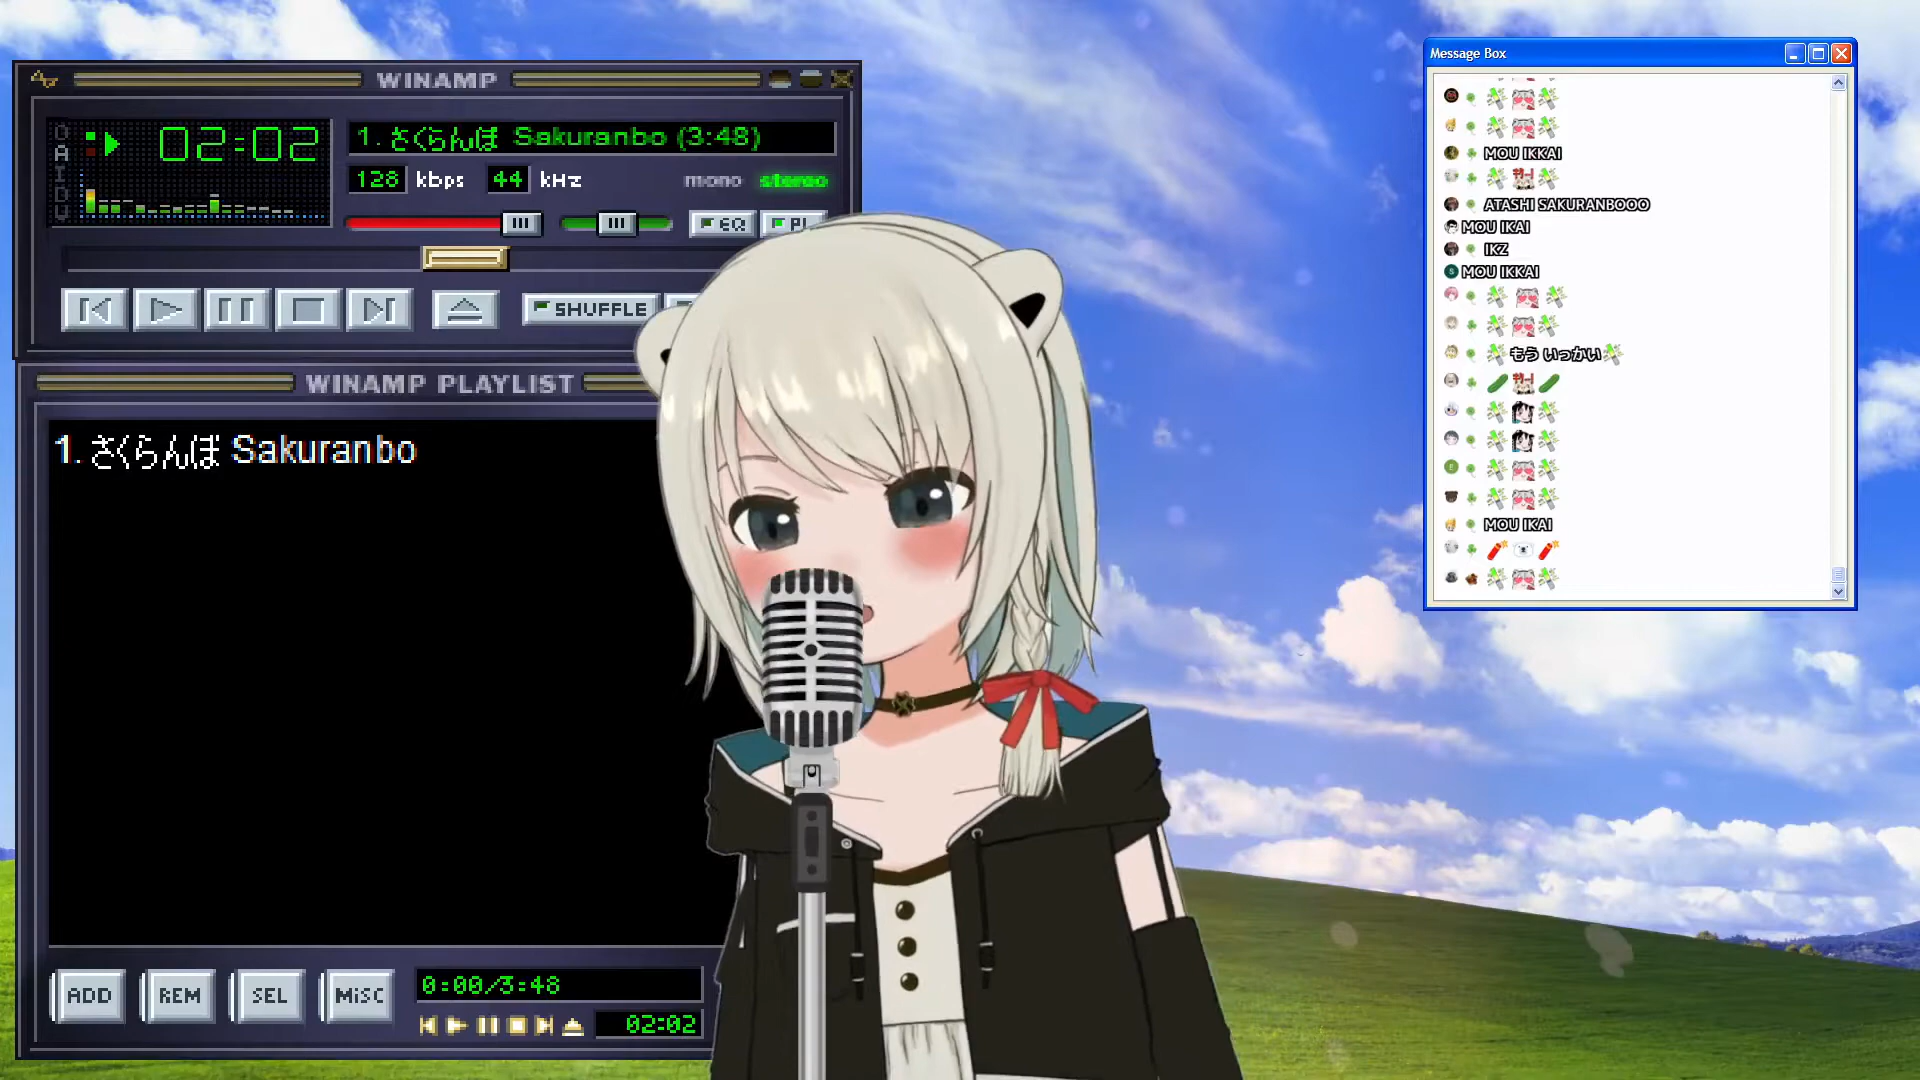 WINAMP
O
A
I
D
U
02:02
1. さくらんぼ Sakuranbo (3:48)
128 kbps 44 kHz mono stereo
EQ PL
SHUFFLE
WINAMP PLAYLIST
1. さくらんぼ Sakuranbo
ADD REM SEL MISC
0:00/3:48
02:02
Message Box
MOU IKKAI
ATASHI SAKURANBOOO
MOU IKAI
IKZ
S MOU IKKAI
もう いっかい
E
MOU IKAI